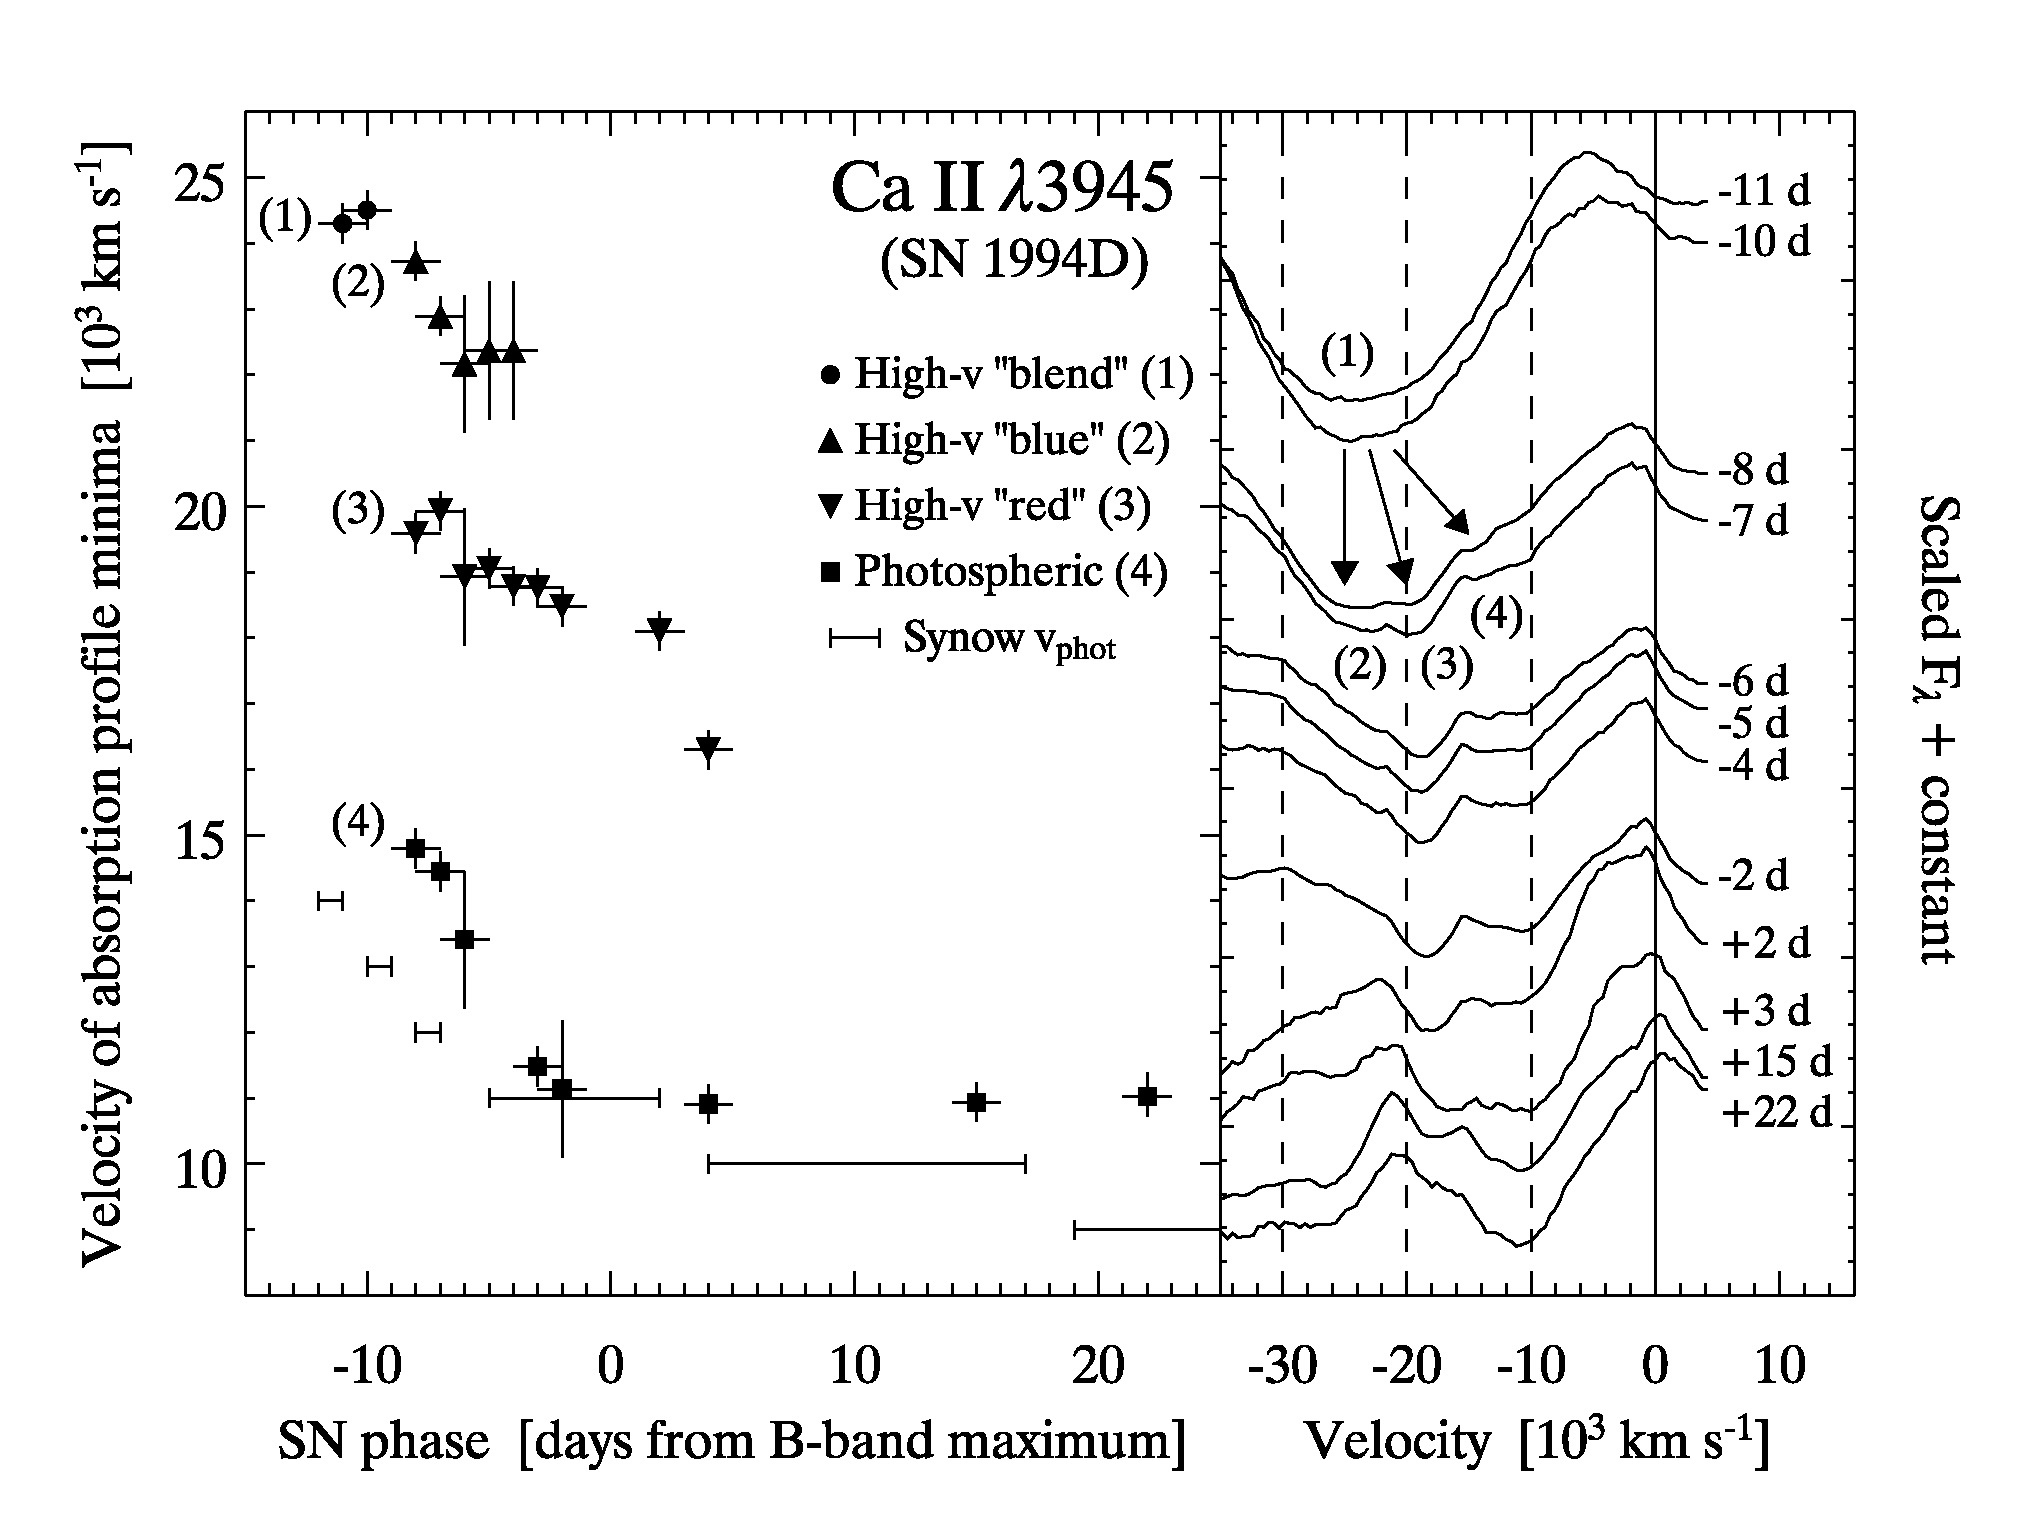 Ca II λ3945
(SN 1994D)
High-v "blend" (1)
High-v "blue" (2)
High-v "red" (3)
Photospheric (4)
Synow vphot
(1)
(2)
(3)
(4)
25
20
15
10
Velocity of absorption profile minima [10³ km s⁻¹]
-10 0 10 20
SN phase [days from B-band maximum]
(1)
(4)
(2) (3)
-11 d
-10 d
-8 d
-7 d
-6 d
-5 d
-4 d
-2 d
+2 d
+3 d
+15 d
+22 d
-30 -20 -10 0 10
Velocity [10³ km s⁻¹]
Scaled Fλ + constant